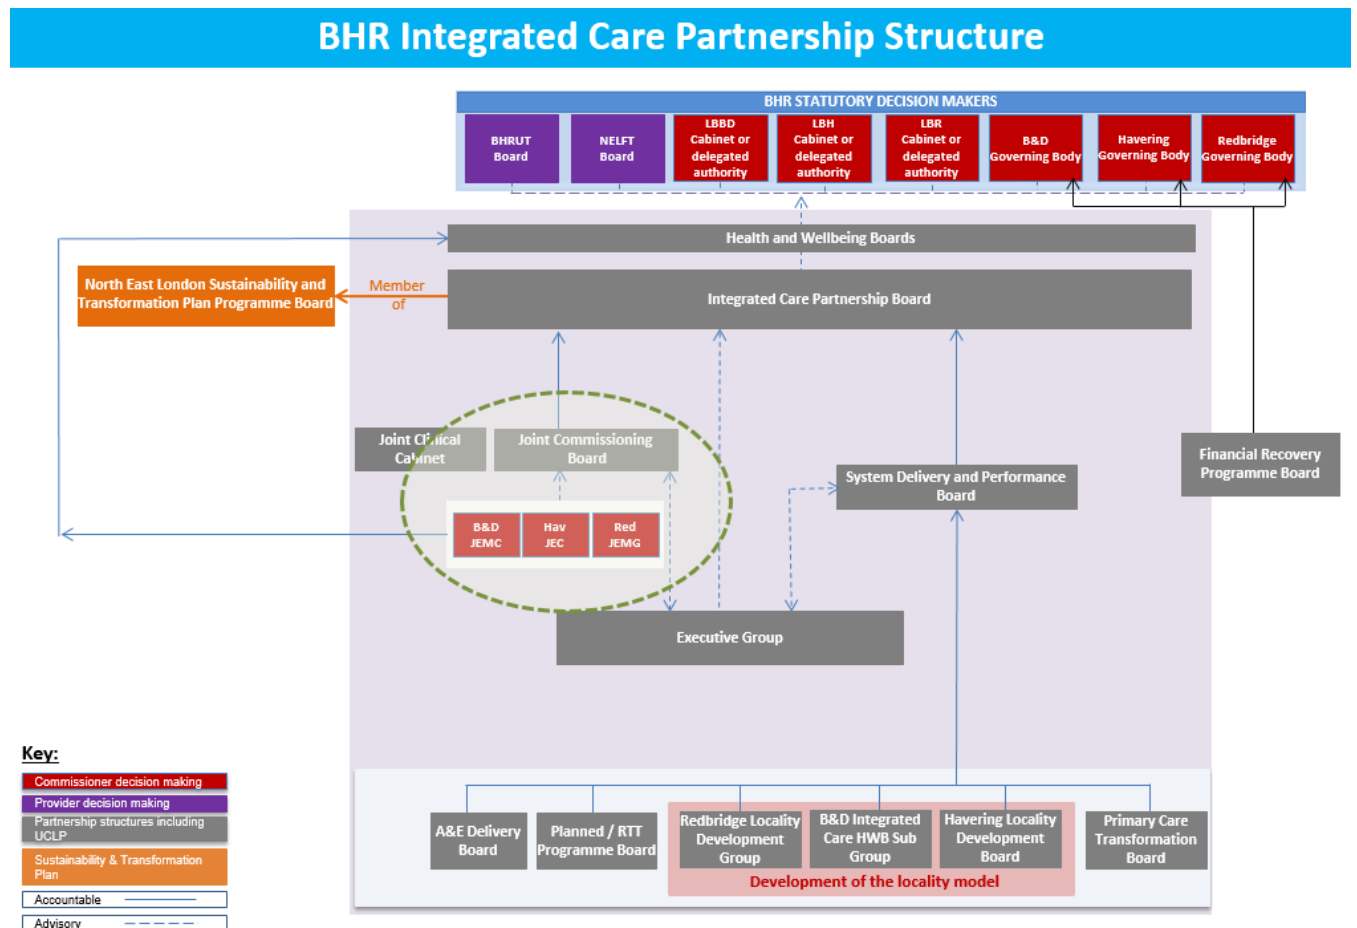 BHR Integrated Care Partnership Structure
BHR STATUTORY DECISION MAKERS
BHRUT
Board
NELFT
Board
LBBD
Cabinet or
delegated
authority
LBH
Cabinet or
delegated
authority
LBR
Cabinet or
delegated
authority
B&D
Governing Body
Havering
Governing Body
Redbridge
Governing Body
Health and Wellbeing Boards
North East London Sustainability and
Transformation Plan Programme Board
Member
of
Integrated Care Partnership Board
Joint Clinical
Cabinet
Joint Commissioning
Board
B&D
JEMC
Hav
JEC
Red
JEMG
System Delivery and Performance
Board
Financial Recovery
Programme Board
Executive Group
A&E Delivery
Board
Planned / RTT
Programme Board
Redbridge Locality
Development
Group
B&D Integrated
Care HWB Sub
Group
Havering Locality
Development
Board
Primary Care
Transformation
Board
Development of the locality model
Key:
Commissioner decision making
Provider decision making
Partnership structures including
UCLP
Sustainability & Transformation
Plan
Accountable
Advisory